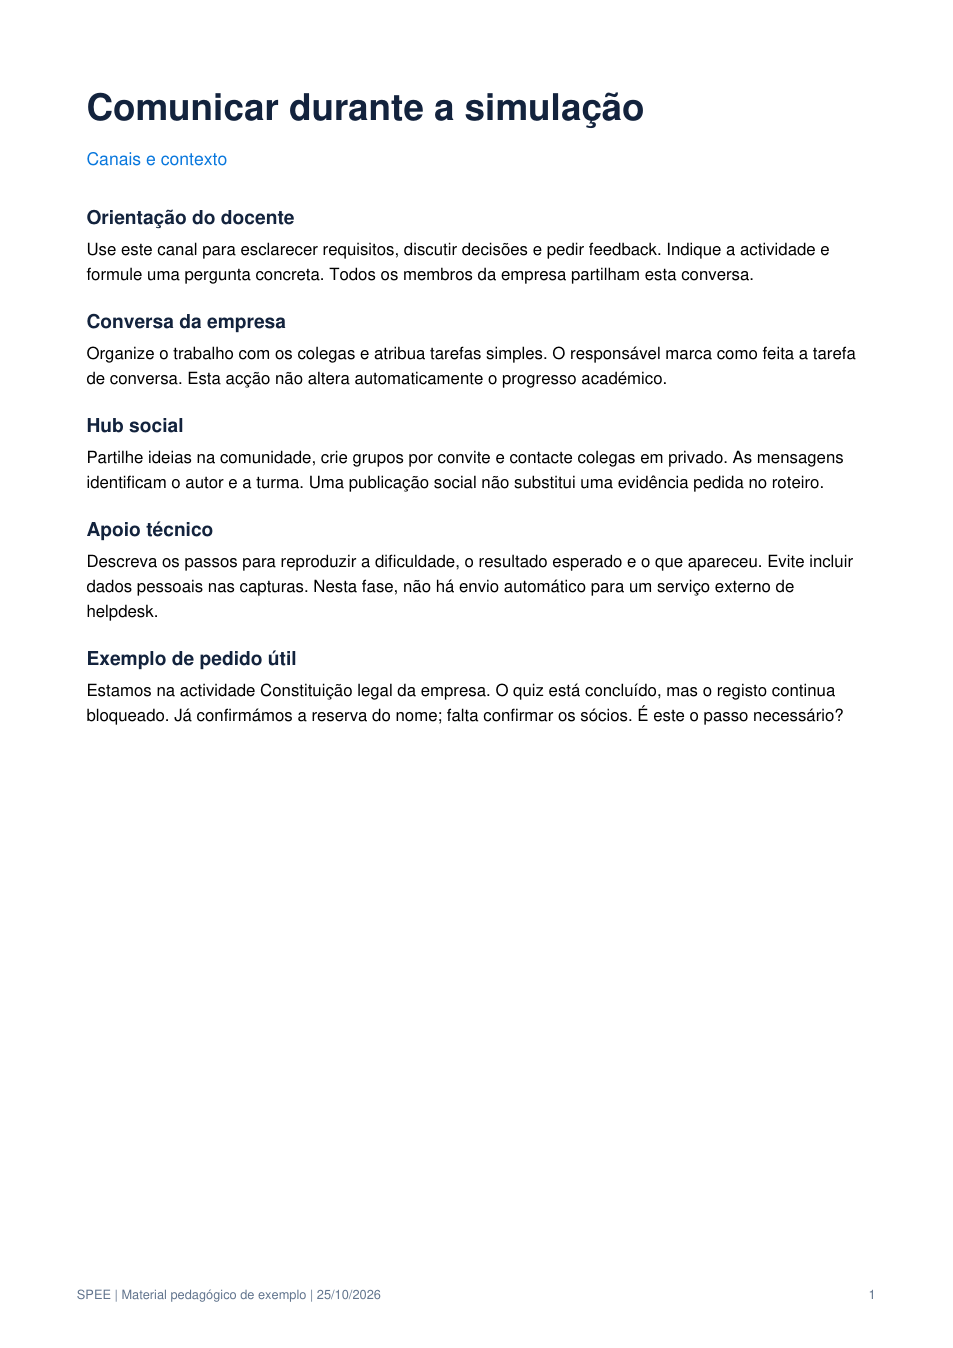 Comunicar durante a simulação
Canais e contexto
Orientação do docente
Use este canal para esclarecer requisitos, discutir decisões e pedir feedback. Indique a actividade e
formule uma pergunta concreta. Todos os membros da empresa partilham esta conversa.
Conversa da empresa
Organize o trabalho com os colegas e atribua tarefas simples. O responsável marca como feita a tarefa
de conversa. Esta acção não altera automaticamente o progresso académico.
Hub social
Partilhe ideias na comunidade, crie grupos por convite e contacte colegas em privado. As mensagens
identificam o autor e a turma. Uma publicação social não substitui uma evidência pedida no roteiro.
Apoio técnico
Descreva os passos para reproduzir a dificuldade, o resultado esperado e o que apareceu. Evite incluir
dados pessoais nas capturas. Nesta fase, não há envio automático para um serviço externo de
helpdesk.
Exemplo de pedido útil
Estamos na actividade Constituição legal da empresa. O quiz está concluído, mas o registo continua
bloqueado. Já confirmámos a reserva do nome; falta confirmar os sócios. É este o passo necessário?
SPEE | Material pedagógico de exemplo | 25/10/2026 1